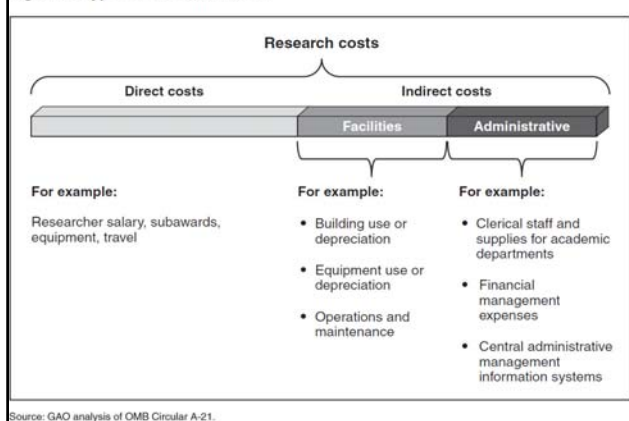 Research costs
Direct costs
Indirect costs
Facilities
Administrative
For example:
Researcher salary, subawards,
equipment, travel
For example:
• Building use or
depreciation
• Equipment use or
depreciation
• Operations and
maintenance
For example:
• Clerical staff and
supplies for academic
departments
• Financial
management
expenses
• Central administrative
management
information systems
Source: GAO analysis of OMB Circular A-21.